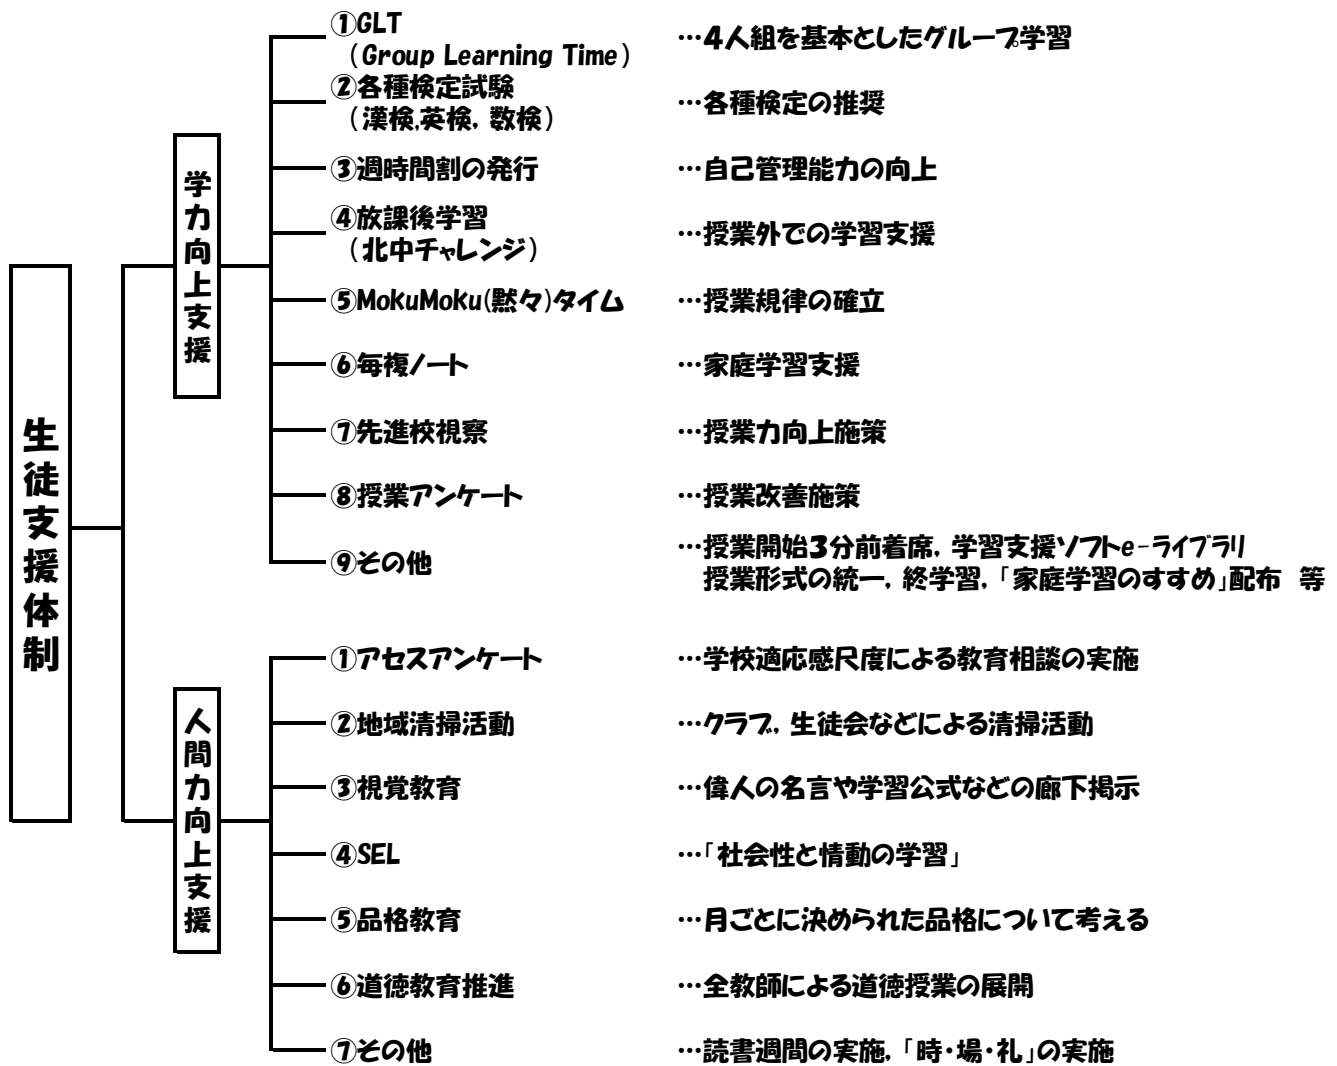 生徒支援体制
学力向上支援
①GLT
（Group Learning Time）
…4人組を基本としたグループ学習
②各種検定試験
（漢検,英検，数検）
…各種検定の推奨
③週時間割の発行
…自己管理能力の向上
④放課後学習
（北中チャレンジ）
…授業外での学習支援
⑤MokuMoku(黙々)タイム
…授業規律の確立
⑥毎複ノート
…家庭学習支援
⑦先進校視察
…授業力向上施策
⑧授業アンケート
…授業改善施策
⑨その他
…授業開始3分前着席，学習支援ソフトe-ライブラリ
授業形式の統一，終学習，「家庭学習のすすめ」配布　等
人間力向上支援
①アセスアンケート
…学校適応感尺度による教育相談の実施
②地域清掃活動
…クラブ，生徒会などによる清掃活動
③視覚教育
…偉人の名言や学習公式などの廊下掲示
④SEL
…「社会性と情動の学習」
⑤品格教育
…月ごとに決められた品格について考える
⑥道徳教育推進
…全教師による道徳授業の展開
⑦その他
…読書週間の実施，「時・場・礼」の実施